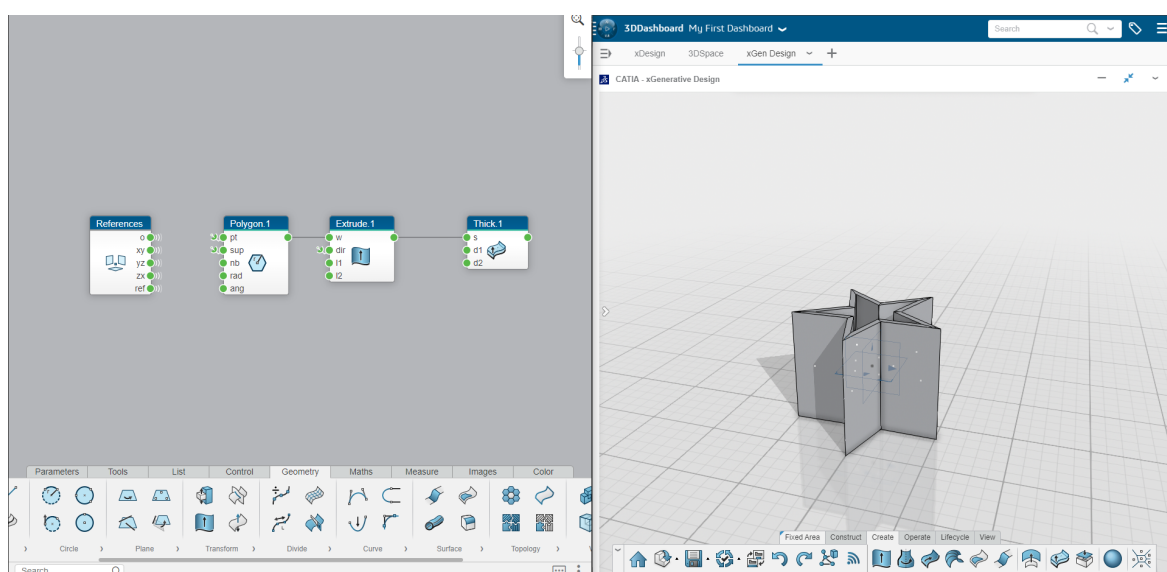 References
o
xy
yz
zx
ref
Polygon.1
pt
sup
nb
rad
ang
Extrude.1
w
dir
l1
l2
Thick.1
s
d1
d2
Parameters Tools List Control Geometry Maths Measure Images Color
Circle Plane Transform Divide Curve Surface Topology
Search
3DDashboard My First Dashboard
Search
xDesign 3DSpace xGen Design
CATIA - xGenerative Design
Fixed Area Construct Create Operate Lifecycle View